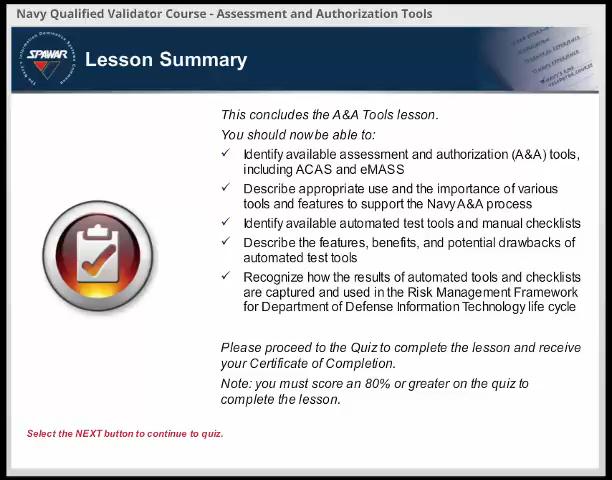 Navy Qualified Validator Course - Assessment and Authorization Tools
SPAWAR
Lesson Summary
This concludes the A&A Tools lesson.
You should now be able to:
✓ Identify available assessment and authorization (A&A) tools,
including ACAS and eMASS
✓ Describe appropriate use and the importance of various
tools and features to support the Navy A&A process
✓ Identify available automated test tools and manual checklists
✓ Describe the features, benefits, and potential drawbacks of
automated test tools
✓ Recognize how the results of automated tools and checklists
are captured and used in the Risk Management Framework
for Department of Defense Information Technology life cycle
Please proceed to the Quiz to complete the lesson and receive
your Certificate of Completion.
Note: you must score an 80% or greater on the quiz to
complete the lesson.
Select the NEXT button to continue to quiz.